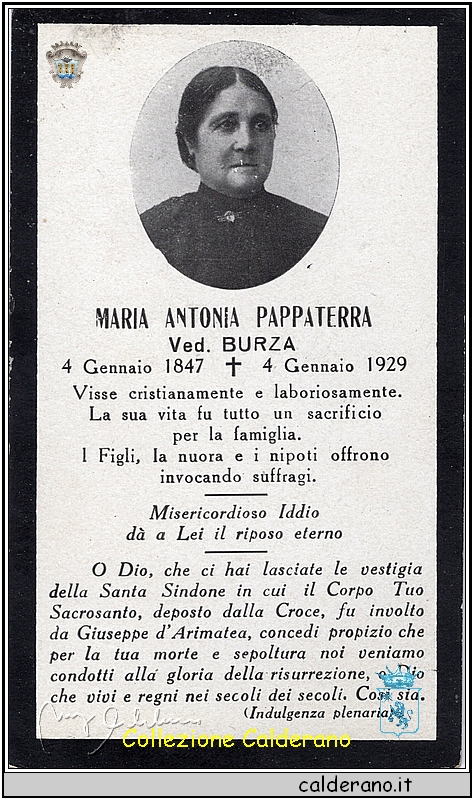 MARIA ANTONIA PAPPATERRA
Ved. BURZA
4 Gennaio 1847 ✝ 4 Gennaio 1929
Visse cristianamente e laboriosamente.
La sua vita fu tutto un sacrificio
per la famiglia.
I Figli, la nuora e i nipoti offrono
invocando suffragi.
Misericordioso Iddio
dà a Lei il riposo eterno
O Dio, che ci hai lasciate le vestigia
della Santa Sindone in cui il Corpo Tuo
Sacrosanto, deposto dalla Croce, fu involto
da Giuseppe d'Arimatea, concedi propizio che
per la tua morte e sepoltura noi veniamo
condotti alla gloria della risurrezione, o Dio
che vivi e regni nei secoli dei secoli. Così sia.
(Indulgenza plenaria)
Collezione Calderano
calderano.it